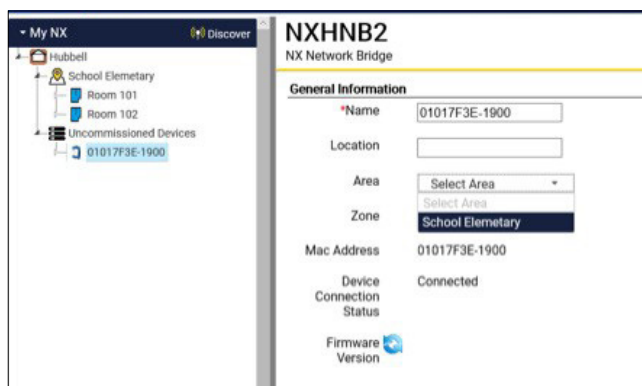 My NX
Discover
Hubbell
School Elemetary
Room 101
Room 102
Uncommissioned Devices
01017F3E-1900
NXHNB2
NX Network Bridge
General Information
*Name 01017F3E-1900
Location
Area Select Area
Select Area
School Elemetary
Zone
Mac Address 01017F3E-1900
Device Connected
Connection
Status
Firmware
Version